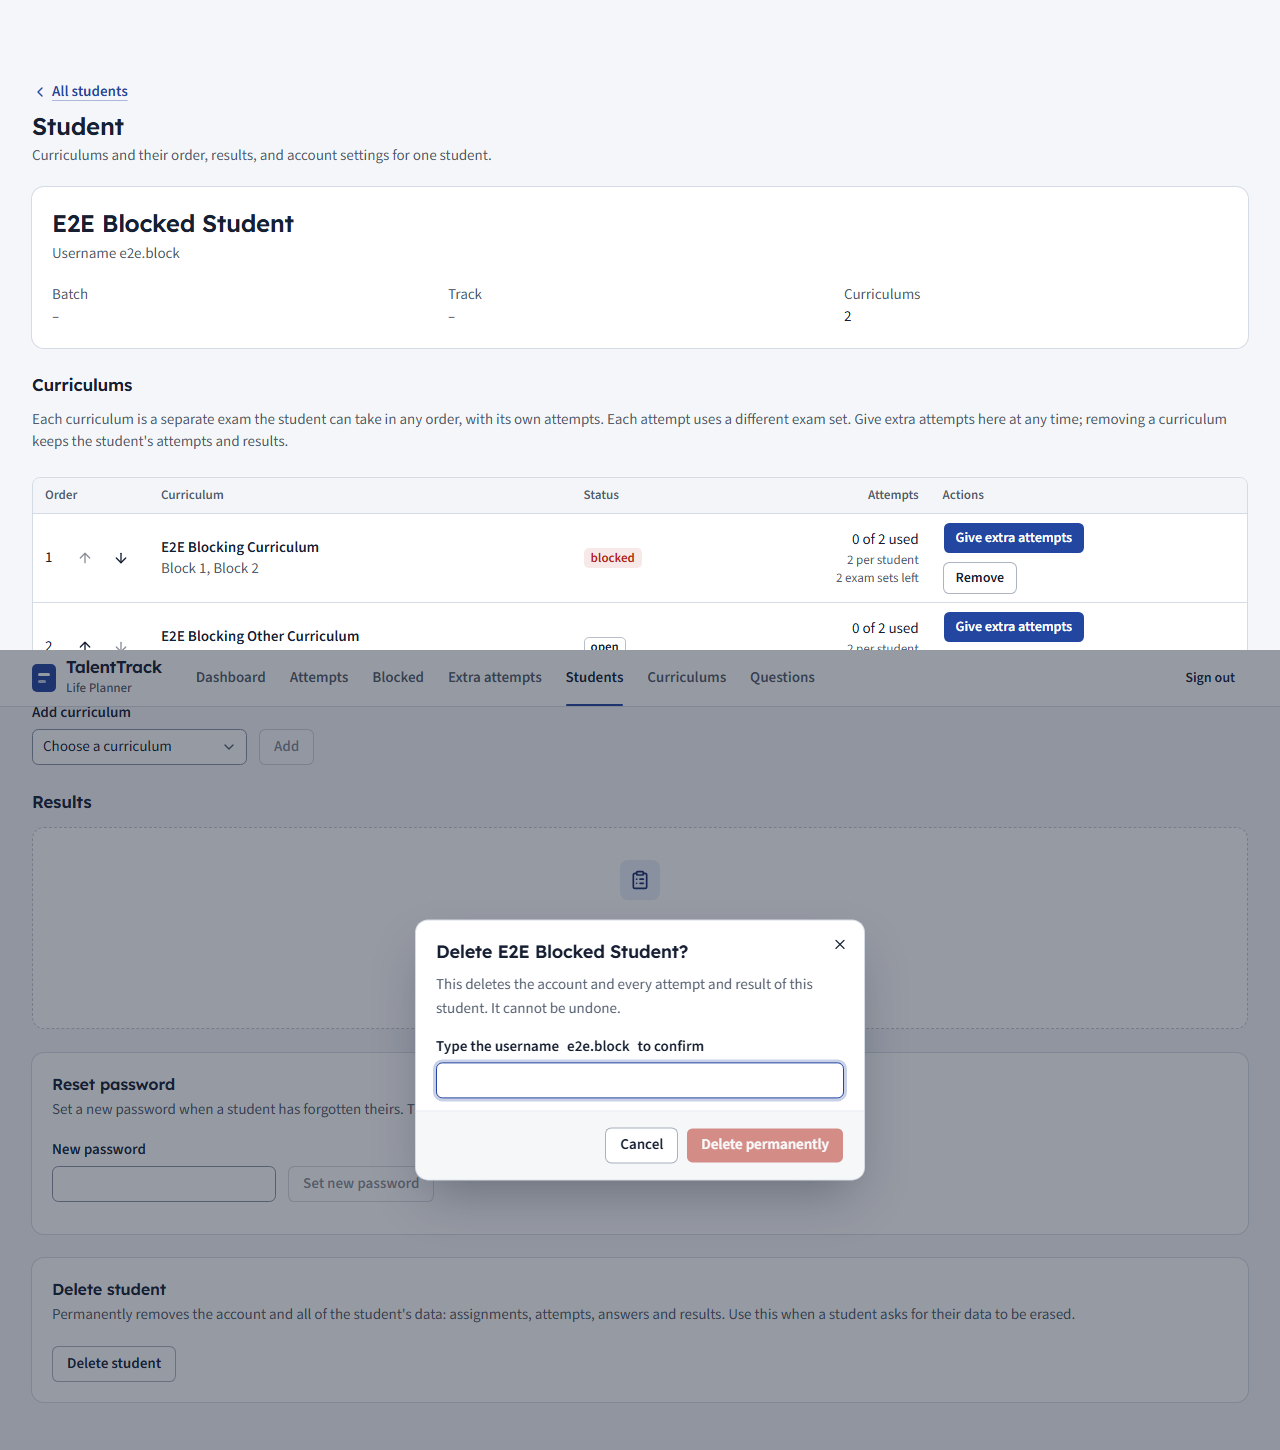 All students
Student
Curriculums and their order, results, and account settings for one student.
E2E Blocked Student
Username e2e.block
Batch
–
Track
–
Curriculums
2
Curriculums
Each curriculum is a separate exam the student can take in any order, with its own attempts. Each attempt uses a different exam set. Give extra attempts here at any time; removing a curriculum
keeps the student's attempts and results.
Order Curriculum Status Attempts Actions
1
E2E Blocking Curriculum
Block 1, Block 2
blocked
0 of 2 used
2 per student
2 exam sets left
Give extra attempts
Remove
2
E2E Blocking Other Curriculum
open
0 of 2 used
2 per student
Give extra attempts
TalentTrack
Life Planner
Dashboard Attempts Blocked Extra attempts Students Curriculums Questions Sign out
Add curriculum
Choose a curriculum Add
Results
Delete E2E Blocked Student?
This deletes the account and every attempt and result of this
student. It cannot be undone.
Type the username e2e.block to confirm
Cancel Delete permanently
Reset password
Set a new password when a student has forgotten theirs. T
New password
Set new password
Delete student
Permanently removes the account and all of the student's data: assignments, attempts, answers and results. Use this when a student asks for their data to be erased.
Delete student